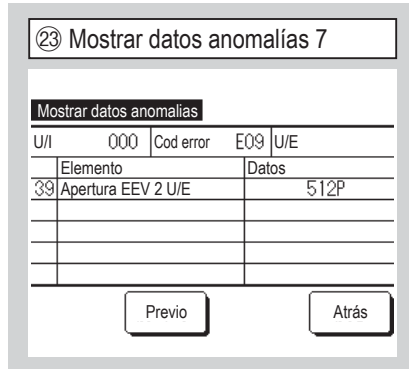 ㉓ Mostrar datos anomalías 7
Mostrar datos anomalias
U/I 000 Cod error E09 U/E
Elemento Datos
39 Apertura EEV 2 U/E 512P
Previo Atrás